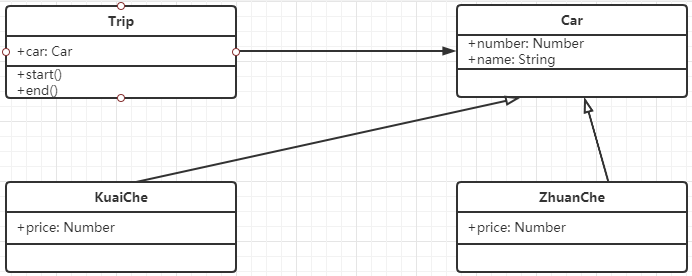 Trip
+car: Car
+start()
+end()
Car
+number: Number
+name: String
KuaiChe
+price: Number
ZhuanChe
+price: Number